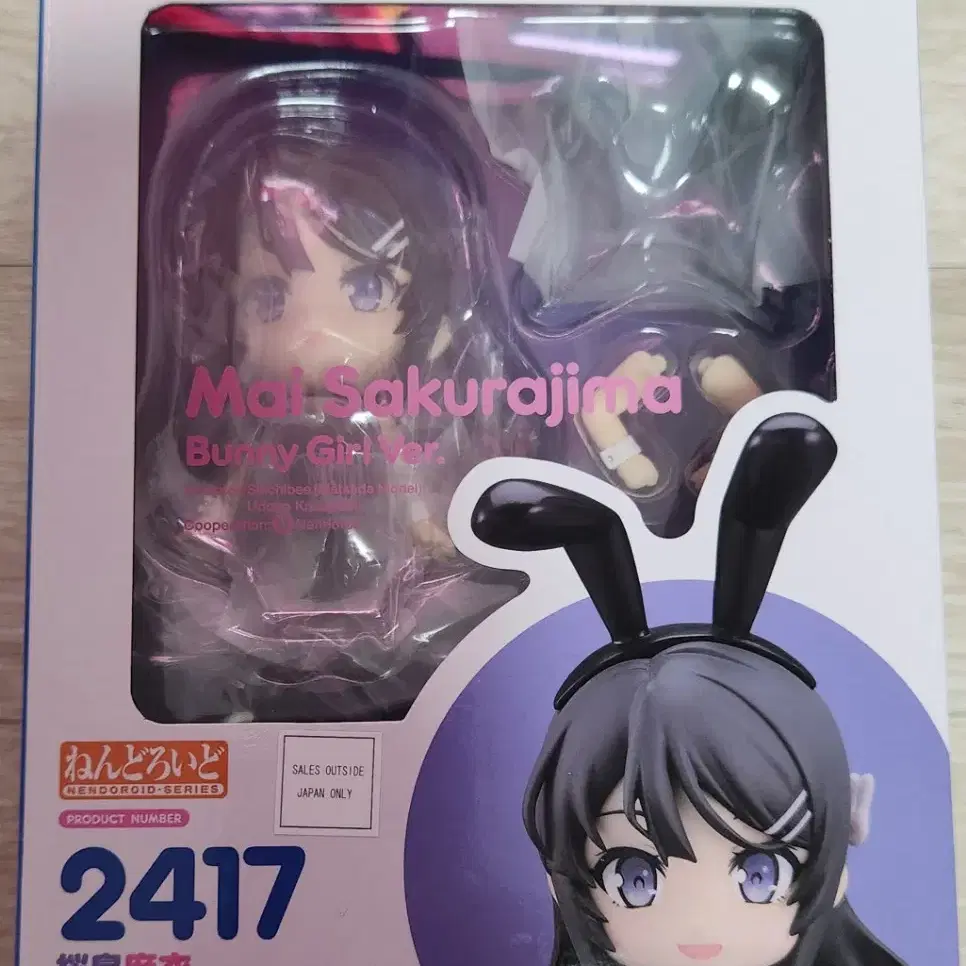 Mai Sakurajima
Bunny Girl Ver.
ねんどろいど
NENDOROID-SERIES
PRODUCT NUMBER
2417
SALES OUTSIDE
JAPAN ONLY